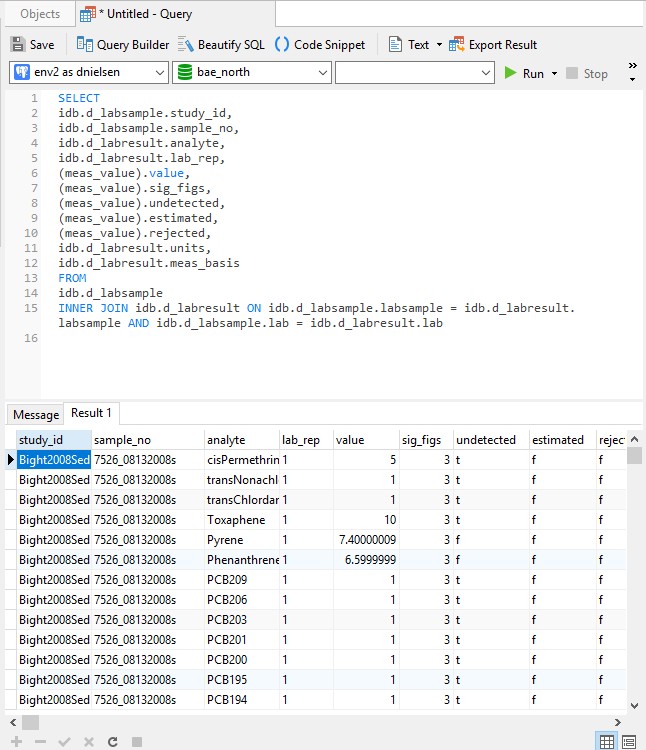 Objects * Untitled - Query
Save Query Builder Beautify SQL () Code Snippet Text Export Result
env2 as dnielsen bae_north Run Stop
1 SELECT
2 idb.d_labsample.study_id,
3 idb.d_labsample.sample_no,
4 idb.d_labresult.analyte,
5 idb.d_labresult.lab_rep,
6 (meas_value).value,
7 (meas_value).sig_figs,
8 (meas_value).undetected,
9 (meas_value).estimated,
10 (meas_value).rejected,
11 idb.d_labresult.units,
12 idb.d_labresult.meas_basis
13 FROM
14 idb.d_labsample
15 INNER JOIN idb.d_labresult ON idb.d_labsample.labsample = idb.d_labresult.
labsample AND idb.d_labsample.lab = idb.d_labresult.lab
16
Message Result 1
study_id sample_no analyte lab_rep value sig_figs undetected estimated rejec
Bight2008Sed 7526_08132008s cisPermethrin 1 5 3 t f f
Bight2008Sed 7526_08132008s transNonachl 1 1 3 t f f
Bight2008Sed 7526_08132008s transChlordar 1 1 3 t f f
Bight2008Sed 7526_08132008s Toxaphene 1 10 3 t f f
Bight2008Sed 7526_08132008s Pyrene 1 7.40000009 3 f f f
Bight2008Sed 7526_08132008s Phenanthrene 1 6.5999999 3 f f f
Bight2008Sed 7526_08132008s PCB209 1 1 3 t f f
Bight2008Sed 7526_08132008s PCB206 1 1 3 t f f
Bight2008Sed 7526_08132008s PCB203 1 1 3 t f f
Bight2008Sed 7526_08132008s PCB201 1 1 3 t f f
Bight2008Sed 7526_08132008s PCB200 1 1 3 t f f
Bight2008Sed 7526_08132008s PCB195 1 1 3 t f f
Bight2008Sed 7526_08132008s PCB194 1 1 3 t f f